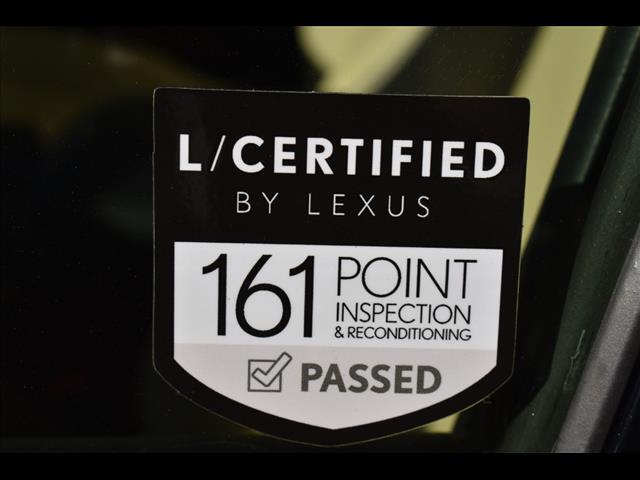 L/CERTIFIED
BY LEXUS
161 POINT
INSPECTION
& RECONDITIONING
PASSED